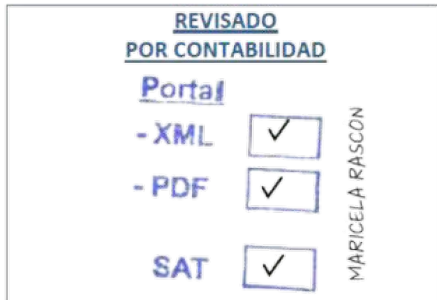 REVISADO
POR CONTABILIDAD
Portal
- XML ✓
- PDF ✓
SAT ✓
MARICELA RASCON